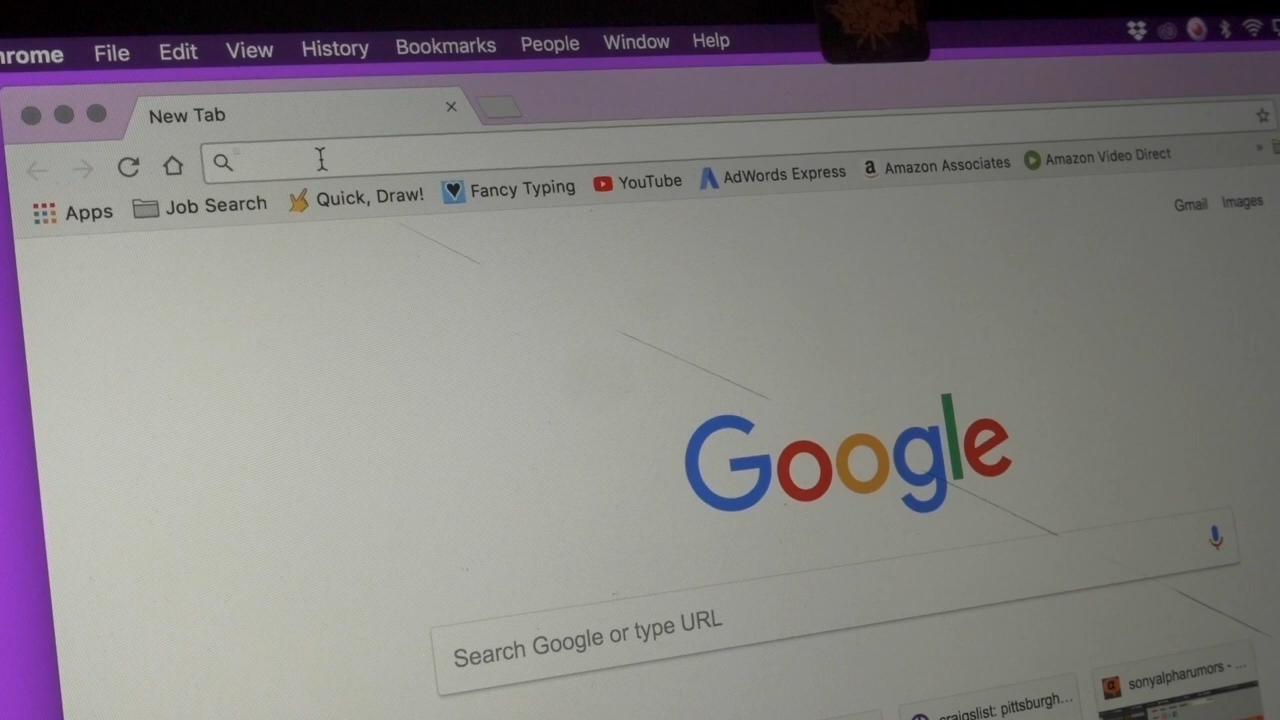 hrome File Edit View History Bookmarks People Window Help
New Tab
Apps Job Search Quick, Draw! Fancy Typing YouTube AdWords Express a Amazon Associates Amazon Video Direct »
Gmail Images
Google
Search Google or type URL
craigslist: pittsburgh... sonyalpharumors - ...